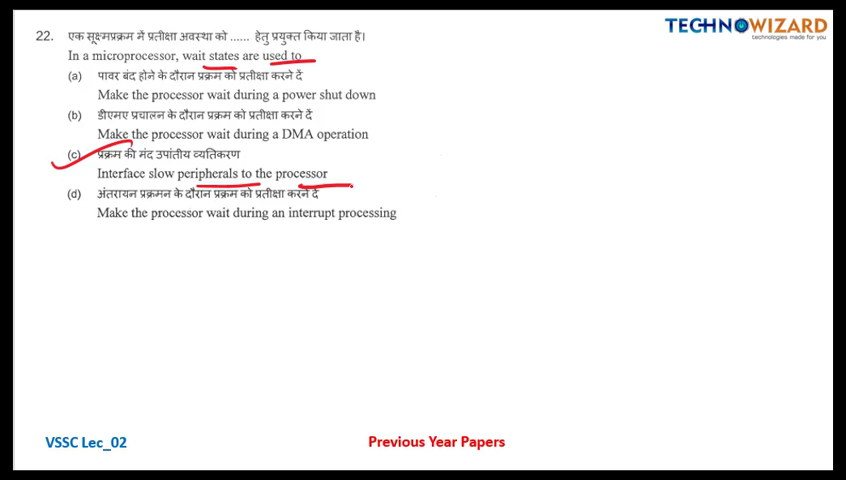 TECHNOWIZARD
technologies made for you
22. एक सूक्ष्मप्रक्रम में प्रतीक्षा अवस्था को ...... हेतु प्रयुक्त किया जाता है।
In a microprocessor, wait states are used to
(a) पावर बंद होने के दौरान प्रक्रम को प्रतीक्षा करने दें
Make the processor wait during a power shut down
(b) डीएमए प्रचालन के दौरान प्रक्रम को प्रतीक्षा करने दें
Make the processor wait during a DMA operation
(c) प्रक्रम की मंद उपांतीय व्यतिकरण
Interface slow peripherals to the processor
(d) अंतरायन प्रक्रमन के दौरान प्रक्रम को प्रतीक्षा करने दें
Make the processor wait during an interrupt processing
VSSC Lec_02
Previous Year Papers